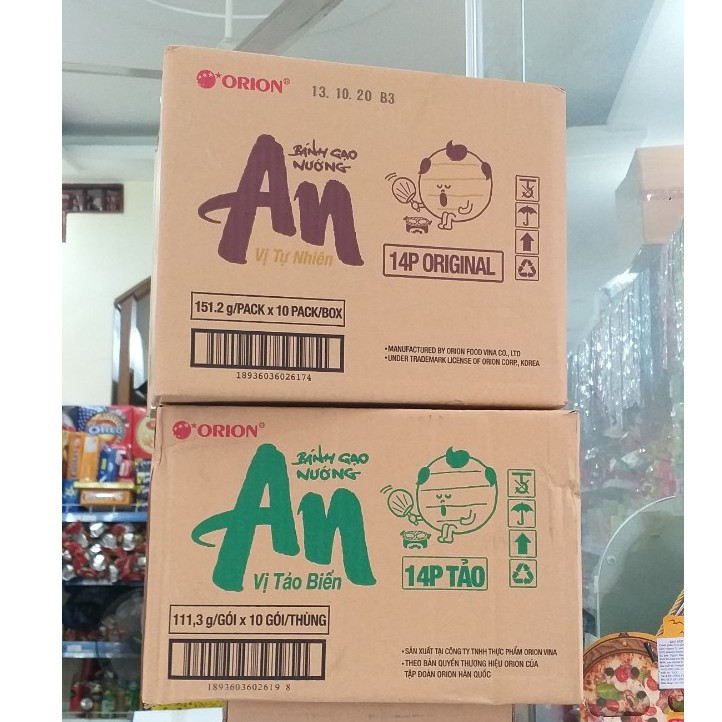 ORION®
13. 10. 20 B3
BÁNH GẠO
NƯỚNG
An
Vị Tự Nhiên
14P ORIGINAL
151.2 g/PACK x 10 PACK/BOX
18936036026174
• MANUFACTURED BY ORION FOOD VINA CO., LTD
• UNDER TRADEMARK LICENSE OF ORION CORP., KOREA
ORION®
BÁNH GẠO
NƯỚNG
An
Vị Tảo Biển
14P TẢO
111,3 g/GÓI x 10 GÓI/THÙNG
1893603602619 8
• SẢN XUẤT TẠI CÔNG TY TNHH THỰC PHẨM ORION VINA
• THEO BẢN QUYỀN THƯƠNG HIỆU ORION CỦA
TẬP ĐOÀN ORION HÀN QUỐC
OREO